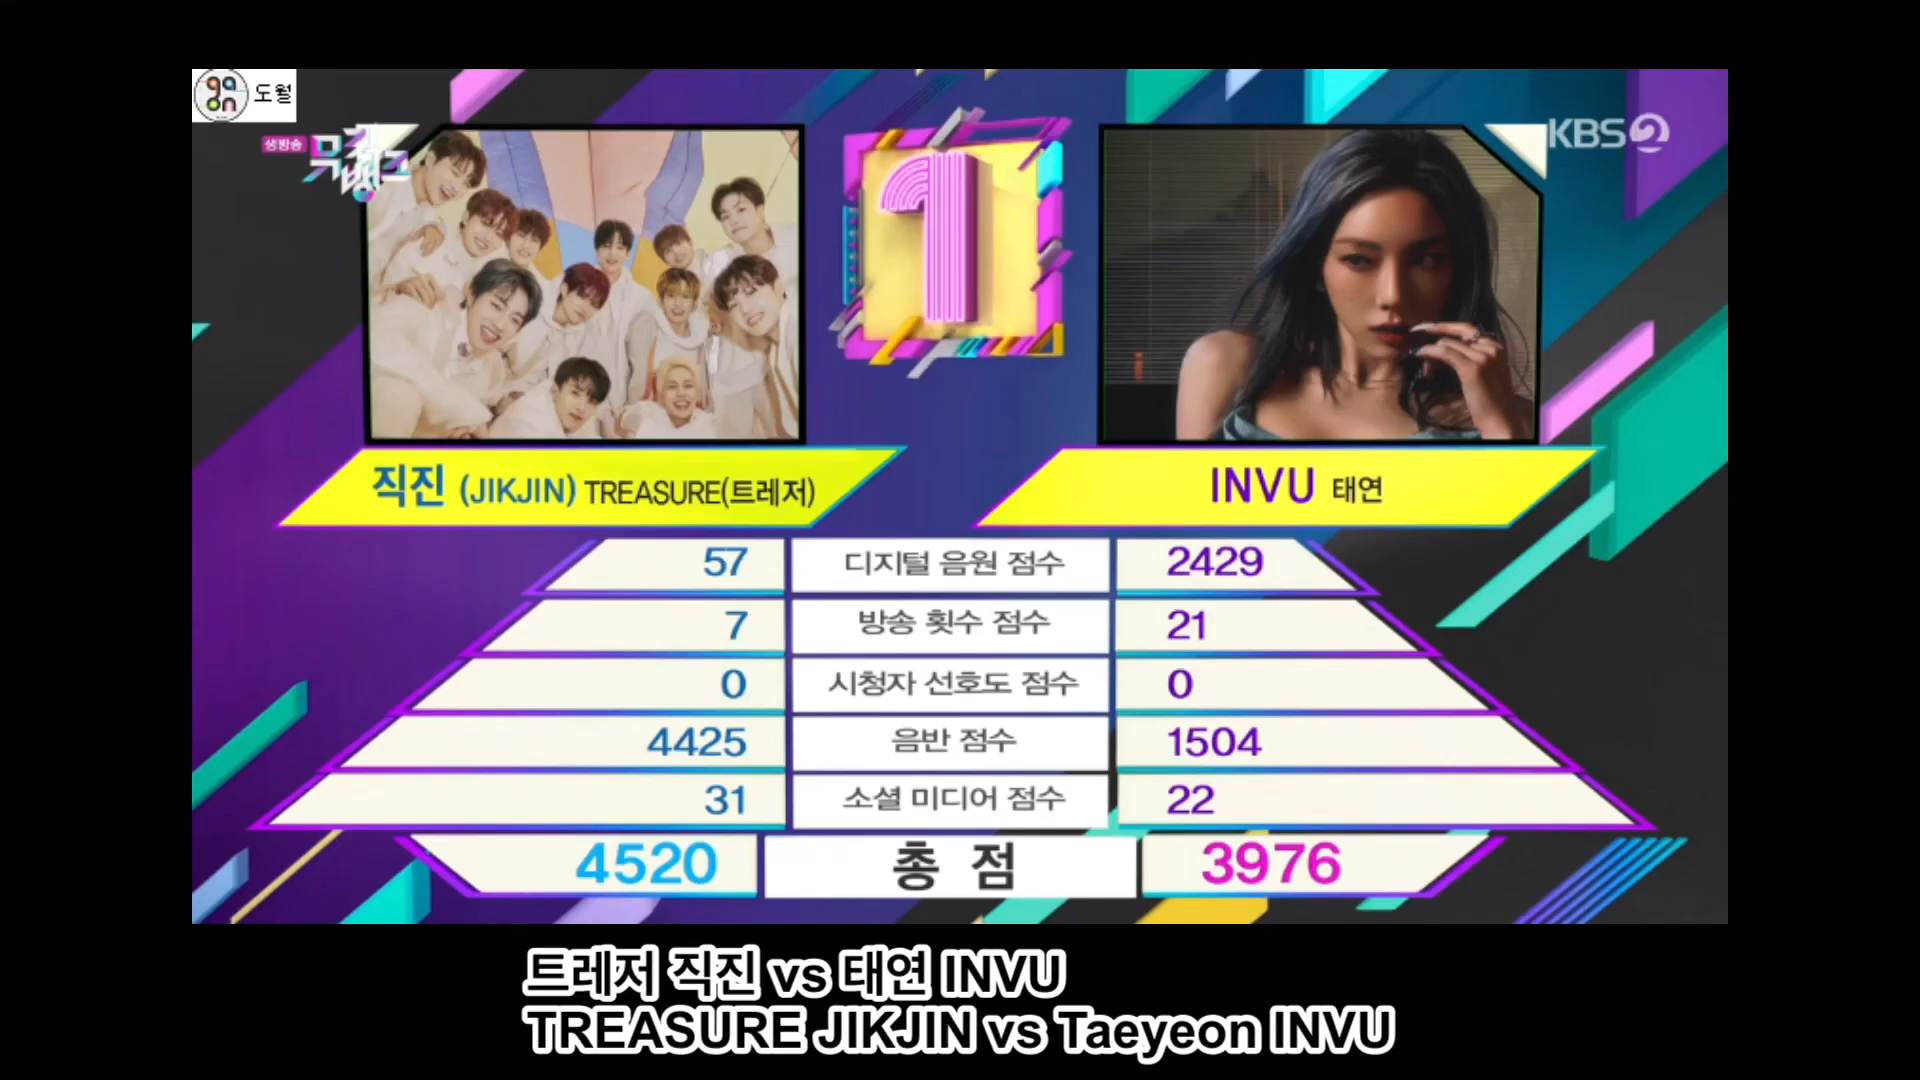 gaon 도월
생방송 뮤직뱅크
KBS 2
1
직진 (JIKJIN) TREASURE(트레저)
INVU 태연
57 디지털 음원 점수 2429
7 방송 횟수 점수 21
0 시청자 선호도 점수 0
4425 음반 점수 1504
31 소셜 미디어 점수 22
4520 총 점 3976
트레저 직진 vs 태연 INVU
TREASURE JIKJIN vs Taeyeon INVU